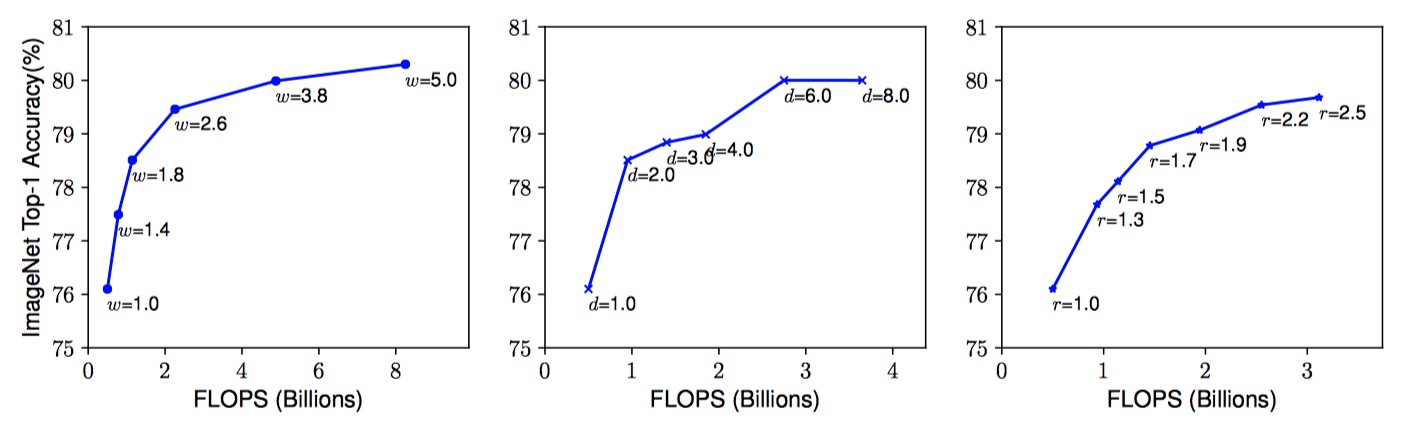 ImageNet Top-1 Accuracy(%)
81
80
79
78
77
76
75
w=1.0
w=1.4
w=1.8
w=2.6
w=3.8
w=5.0
0 2 4 6 8
FLOPS (Billions)
81
80
79
78
77
76
75
d=1.0
d=2.0
d=3.0
d=4.0
d=6.0
d=8.0
0 1 2 3 4
FLOPS (Billions)
81
80
79
78
77
76
75
r=1.0
r=1.3
r=1.5
r=1.7
r=1.9
r=2.2
r=2.5
0 1 2 3
FLOPS (Billions)